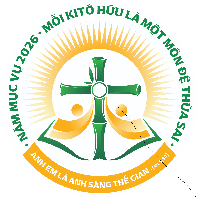 • NĂM MỤC VỤ 2026 - MỖI KITÔ HỮU LÀ MỘT MÔN ĐỆ THỪA SAI •
ANH EM LÀ ÁNH SÁNG THẾ GIAN